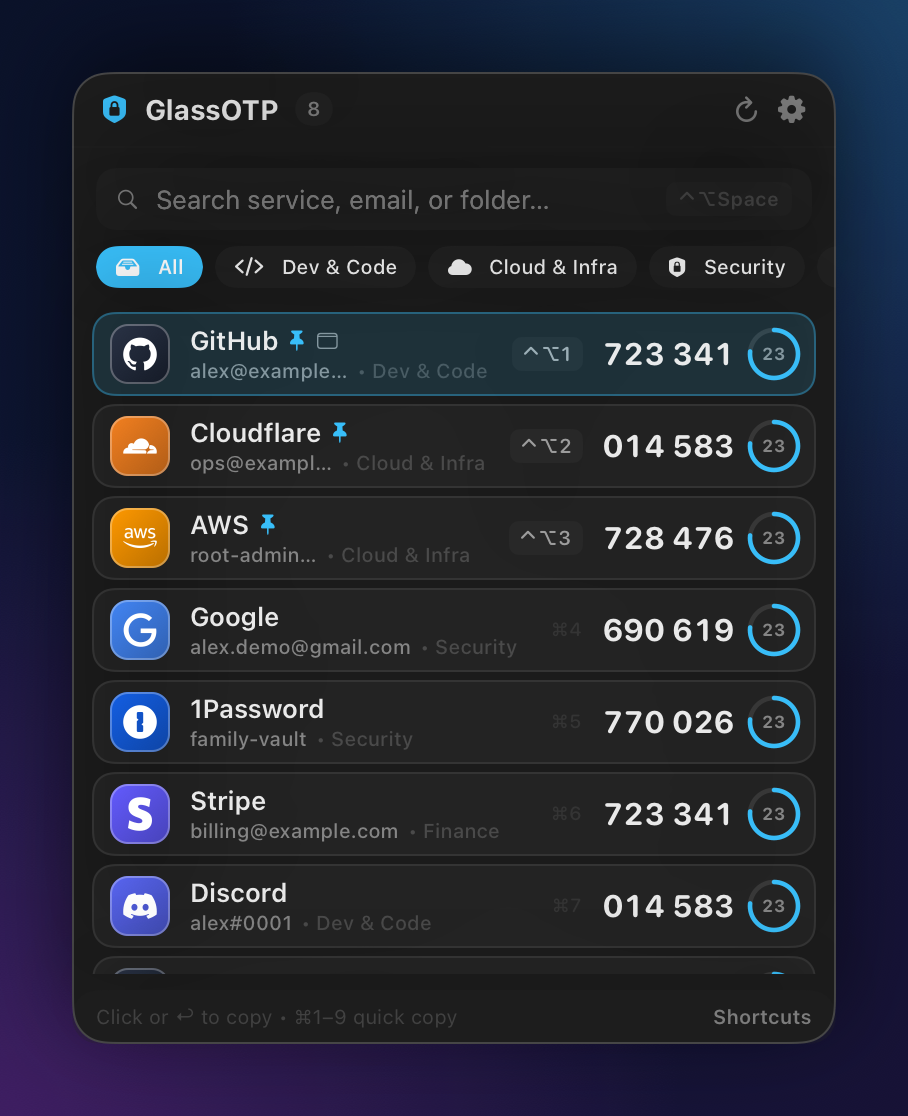 GlassOTP 8
Search service, email, or folder... ^⌥Space
All </> Dev & Code Cloud & Infra Security
GitHub
alex@example... • Dev & Code ^⌥1 723 341 23
Cloudflare
ops@exampl... • Cloud & Infra ^⌥2 014 583 23
aws AWS
root-admin... • Cloud & Infra ^⌥3 728 476 23
Google
alex.demo@gmail.com • Security ⌘4 690 619 23
1Password
family-vault • Security ⌘5 770 026 23
Stripe
billing@example.com • Finance ⌘6 723 341 23
Discord
alex#0001 • Dev & Code ⌘7 014 583 23
Click or ↩ to copy • ⌘1–9 quick copy Shortcuts